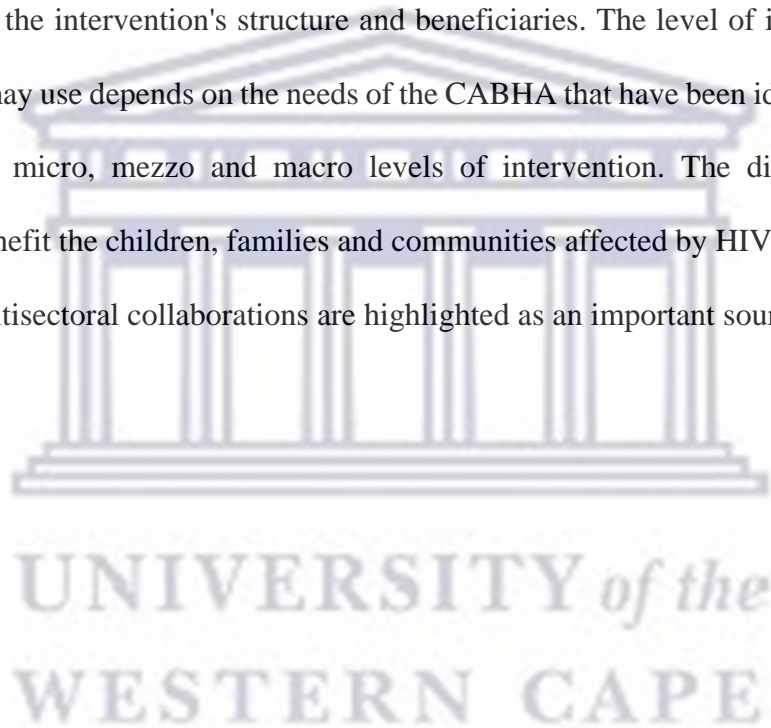 the intervention's structure and beneficiaries. The level of i
may use depends on the needs of the CABHA that have been id
micro, mezzo and macro levels of intervention. The di
nefit the children, families and communities affected by HIV
ltisectoral collaborations are highlighted as an important sour
UNIVERSITY of the
WESTERN CAPE